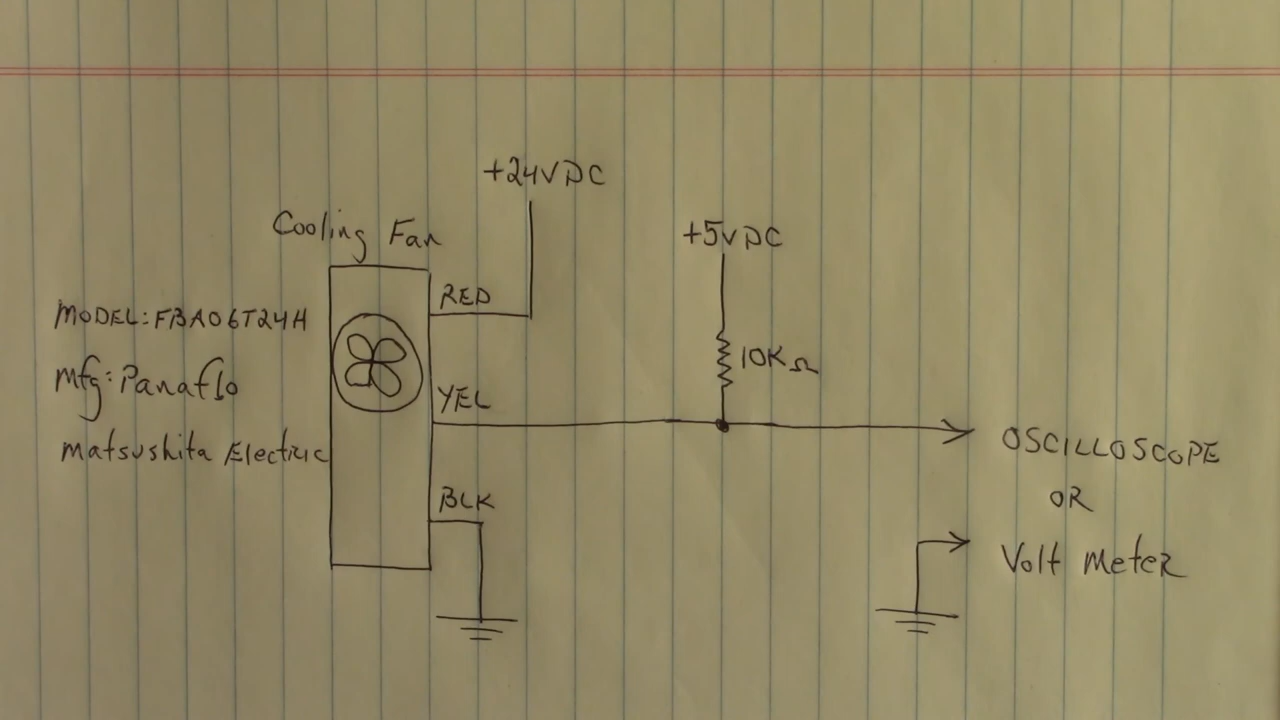 +24VDC
Cooling Fan
+5VDC
RED
MODEL: FBA06T24H
10KΩ
Mfg: Panaflo
YEL
Matsushita Electric
OSCILLOSCOPE
BLK
OR
Volt Meter